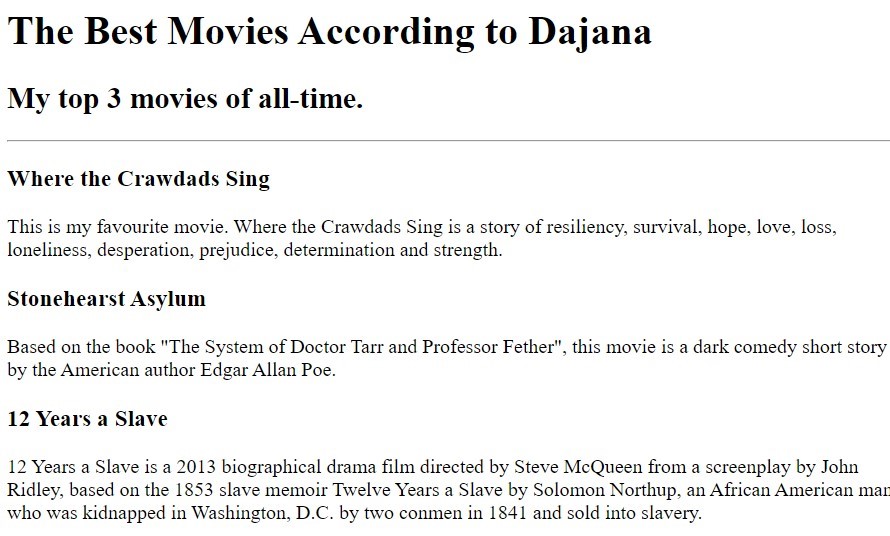 The Best Movies According to Dajana
My top 3 movies of all-time.
Where the Crawdads Sing
This is my favourite movie. Where the Crawdads Sing is a story of resiliency, survival, hope, love, loss,
loneliness, desperation, prejudice, determination and strength.
Stonehearst Asylum
Based on the book "The System of Doctor Tarr and Professor Fether", this movie is a dark comedy short story
by the American author Edgar Allan Poe.
12 Years a Slave
12 Years a Slave is a 2013 biographical drama film directed by Steve McQueen from a screenplay by John
Ridley, based on the 1853 slave memoir Twelve Years a Slave by Solomon Northup, an African American man
who was kidnapped in Washington, D.C. by two conmen in 1841 and sold into slavery.